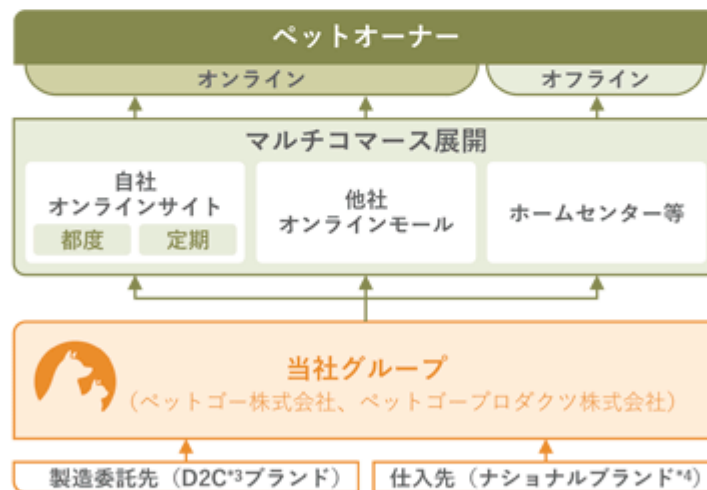 ペットオーナー
オンライン
オフライン
マルチコマース展開
自社
オンラインサイト
都度
定期
他社
オンラインモール
ホームセンター等
当社グループ
（ペットゴー株式会社、ペットゴープロダクツ株式会社）
製造委託先（D2C*3ブランド）
仕入先（ナショナルブランド*4）